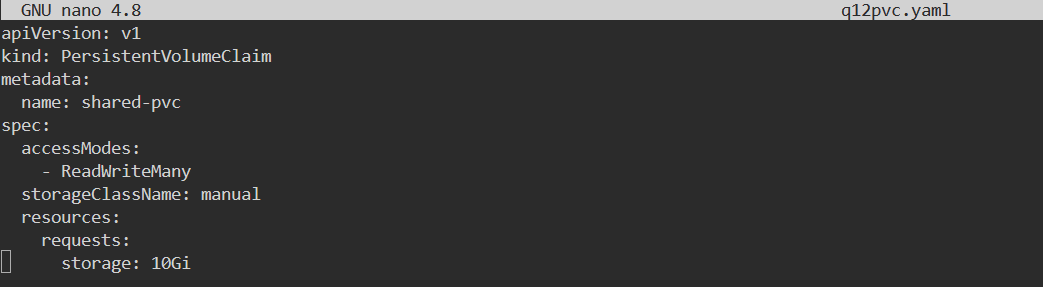 GNU nano 4.8 q12pvc.yaml
apiVersion: v1
kind: PersistentVolumeClaim
metadata:
  name: shared-pvc
spec:
  accessModes:
    - ReadWriteMany
  storageClassName: manual
  resources:
    requests:
      storage: 10Gi